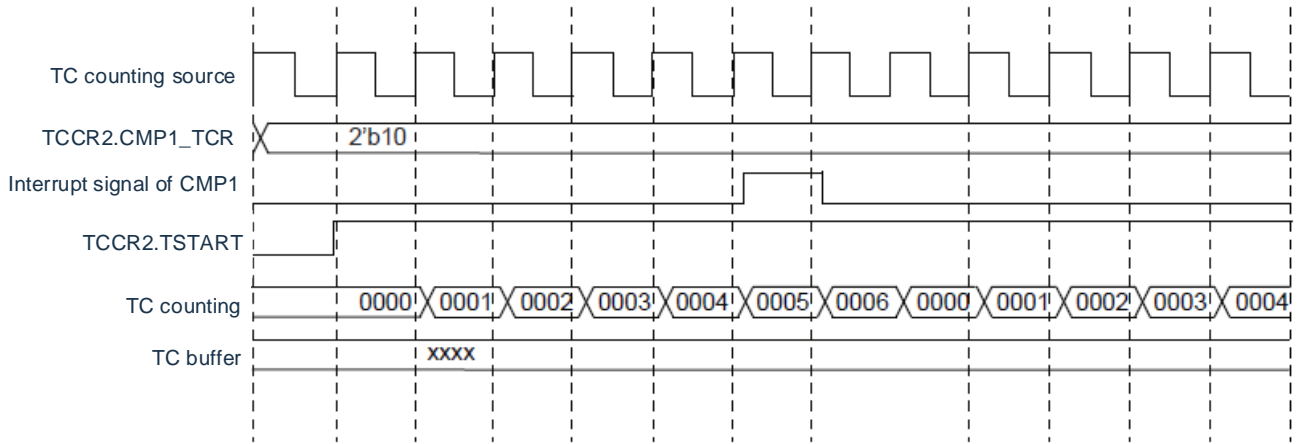 TC counting source
TCCR2.CMP1_TCR 2'b10
Interrupt signal of CMP1
TCCR2.TSTART
TC counting 0000 0001 0002 0003 0004 0005 0006 0000 0001 0002 0003 0004
TC buffer xxxx